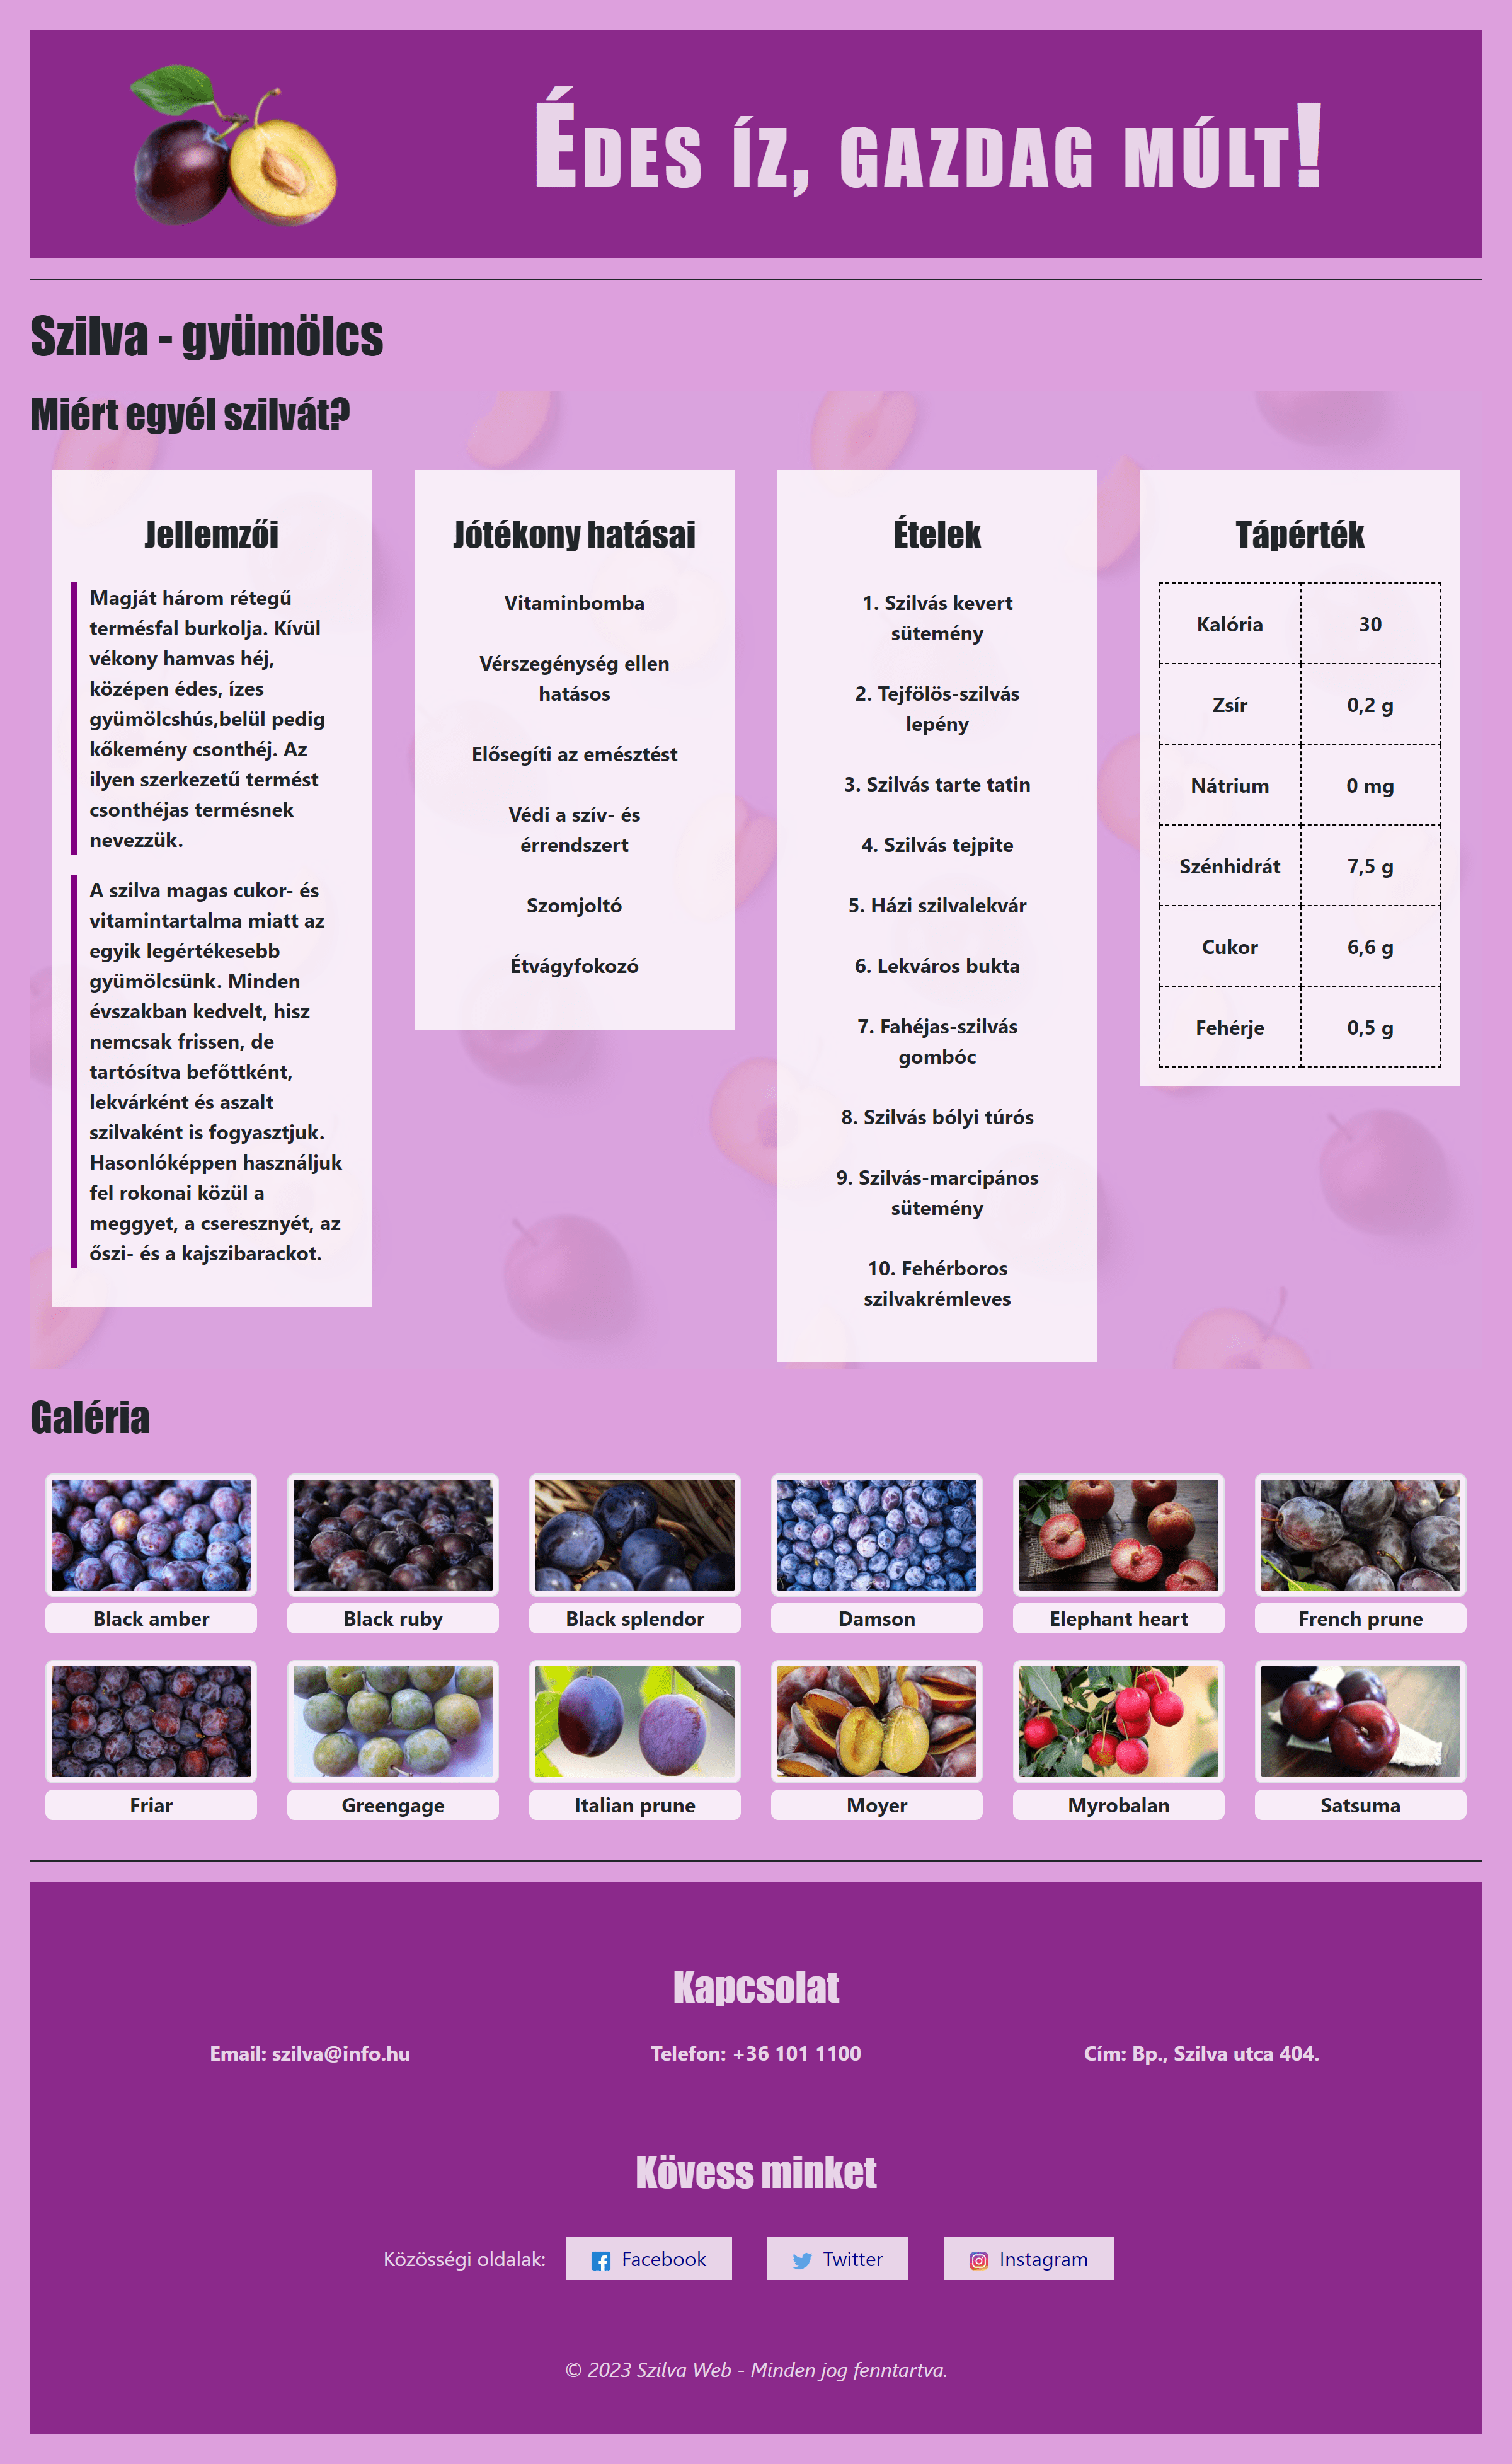 Édes íz, gazdag múlt!
Szilva - gyümölcs
Miért egyél szilvát?
Jellemzői
Magját három rétegű
termésfal burkolja. Kívül
vékony hamvas héj,
középen édes, ízes
gyümölcshús,belül pedig
kőkemény csonthéj. Az
ilyen szerkezetű termést
csonthéjas termésnek
nevezzük.
A szilva magas cukor- és
vitamintartalma miatt az
egyik legértékesebb
gyümölcsünk. Minden
évszakban kedvelt, hisz
nemcsak frissen, de
tartósítva befőttként,
lekvárként és aszalt
szilvaként is fogyasztjuk.
Hasonlóképpen használjuk
fel rokonai közül a
meggyet, a cseresznyét, az
őszi- és a kajszibarackot.
Jótékony hatásai
Vitaminbomba
Vérszegénység ellen
hatásos
Elősegíti az emésztést
Védi a szív- és
érrendszert
Szomjoltó
Étvágyfokozó
Ételek
1. Szilvás kevert
sütemény
2. Tejfölös-szilvás
lepény
3. Szilvás tarte tatin
4. Szilvás tejpite
5. Házi szilvalekvár
6. Lekváros bukta
7. Fahéjas-szilvás
gombóc
8. Szilvás bólyi túrós
9. Szilvás-marcipános
sütemény
10. Fehérboros
szilvakrémleves
Tápérték
Kalória 30
Zsír 0,2 g
Nátrium 0 mg
Szénhidrát 7,5 g
Cukor 6,6 g
Fehérje 0,5 g
Galéria
Black amber Black ruby Black splendor Damson Elephant heart French prune
Friar Greengage Italian prune Moyer Myrobalan Satsuma
Kapcsolat
Email: szilva@info.hu Telefon: +36 101 1100 Cím: Bp., Szilva utca 404.
Kövess minket
Közösségi oldalak: Facebook Twitter Instagram
© 2023 Szilva Web - Minden jog fenntartva.